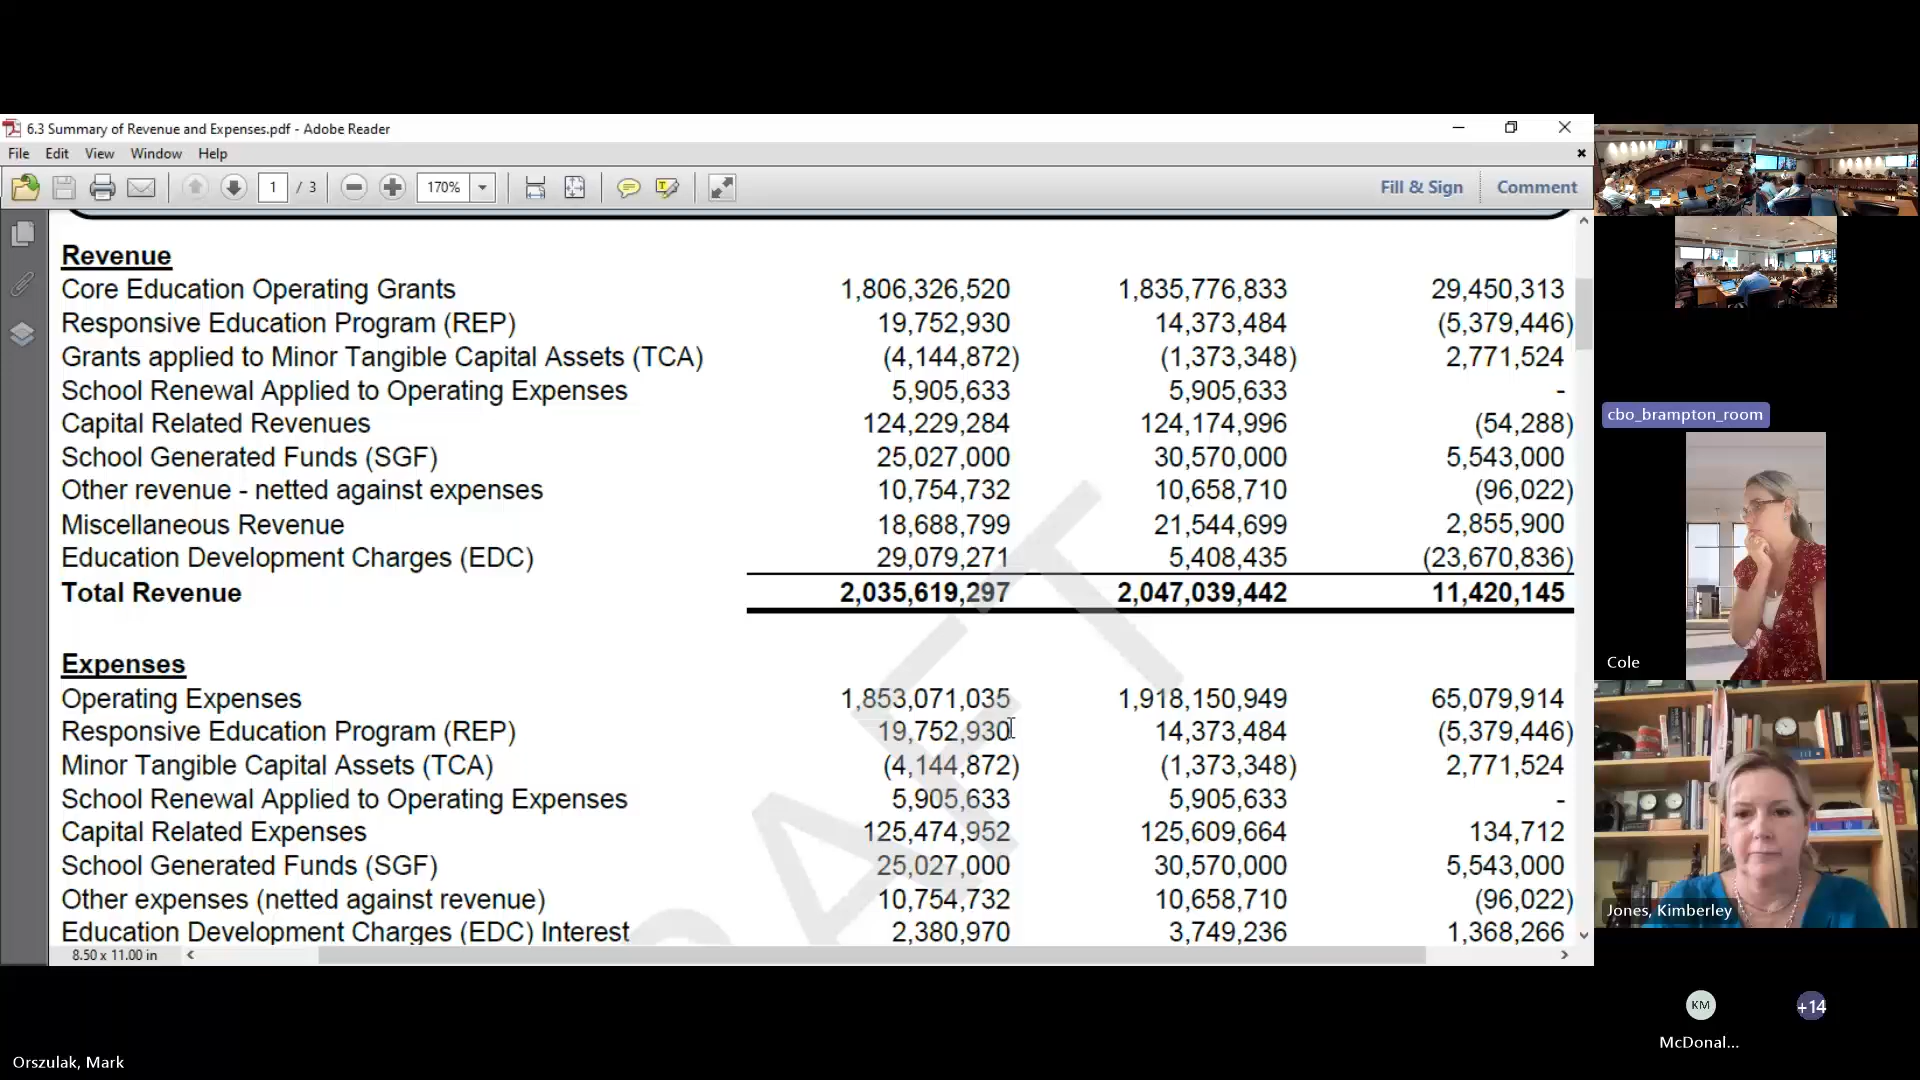 6.3 Summary of Revenue and Expenses.pdf - Adobe Reader
File Edit View Window Help
1 / 3 170% Fill & Sign Comment
Revenue
Core Education Operating Grants 1,806,326,520 1,835,776,833 29,450,313
Responsive Education Program (REP) 19,752,930 14,373,484 (5,379,446)
Grants applied to Minor Tangible Capital Assets (TCA) (4,144,872) (1,373,348) 2,771,524
School Renewal Applied to Operating Expenses 5,905,633 5,905,633 -
Capital Related Revenues 124,229,284 124,174,996 (54,288)
School Generated Funds (SGF) 25,027,000 30,570,000 5,543,000
Other revenue - netted against expenses 10,754,732 10,658,710 (96,022)
Miscellaneous Revenue 18,688,799 21,544,699 2,855,900
Education Development Charges (EDC) 29,079,271 5,408,435 (23,670,836)
Total Revenue 2,035,619,297 2,047,039,442 11,420,145
Expenses
Operating Expenses 1,853,071,035 1,918,150,949 65,079,914
Responsive Education Program (REP) 19,752,930 14,373,484 (5,379,446)
Minor Tangible Capital Assets (TCA) (4,144,872) (1,373,348) 2,771,524
School Renewal Applied to Operating Expenses 5,905,633 5,905,633 -
Capital Related Expenses 125,474,952 125,609,664 134,712
School Generated Funds (SGF) 25,027,000 30,570,000 5,543,000
Other expenses (netted against revenue) 10,754,732 10,658,710 (96,022)
Education Development Charges (EDC) Interest 2,380,970 3,749,236 1,368,266
8.50 x 11.00 in
cbo_brampton_room
Cole
Jones, Kimberley
KM
+14
McDonal...
Orszulak, Mark